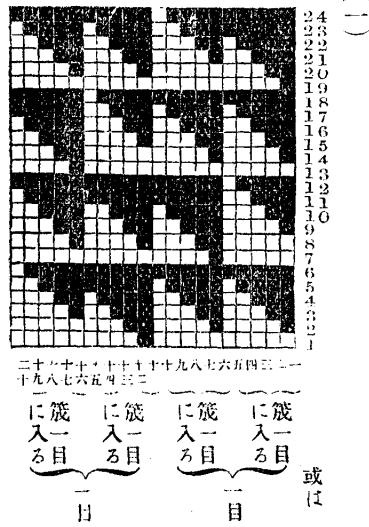 一)
24
23
22
21
20
19
18
17
16
15
14
13
12
11
10
9
8
7
6
5
4
3
2
1
一
二
三
四
五
六
七
八
九
十
十一
十二
十三
十四
十五
十六
十七
十八
十九
二十
筬一目
に入る
筬一目
に入る
筬一目
に入る
筬一目
に入る
一目
一目
或は